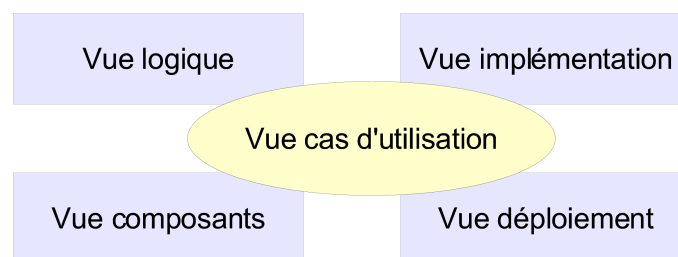 Vue logique
Vue implémentation
Vue cas d'utilisation
Vue composants
Vue déploiement